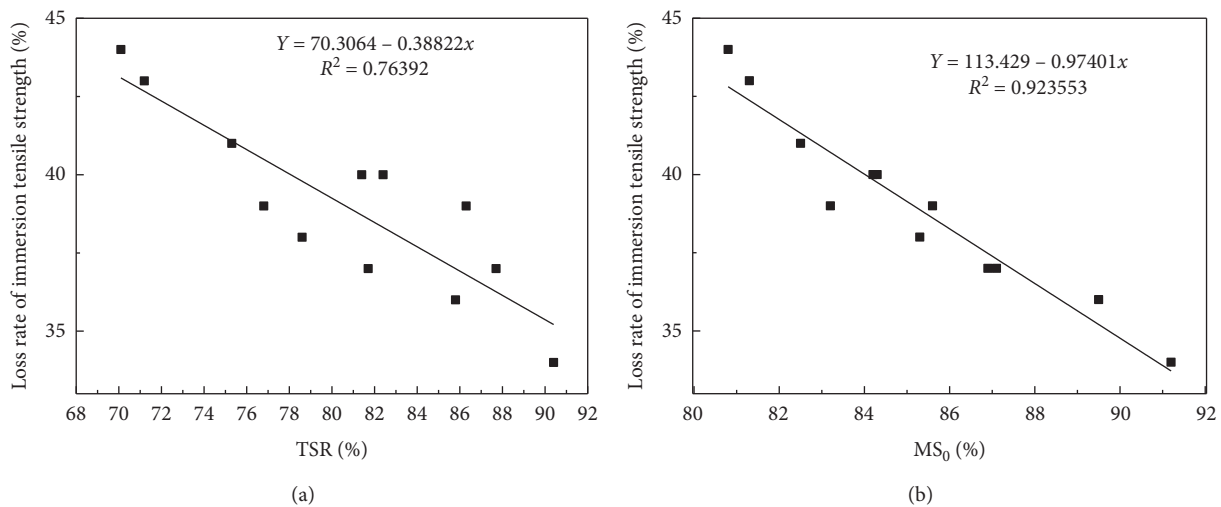 Loss rate of immersion tensile strength (%)
45
40
35
Y = 70.3064 – 0.38822x
R² = 0.76392
68 70 72 74 76 78 80 82 84 86 88 90 92
TSR (%)
(a)
Loss rate of immersion tensile strength (%)
45
40
35
Y = 113.429 – 0.97401x
R² = 0.923553
80 82 84 86 88 90 92
MS₀ (%)
(b)